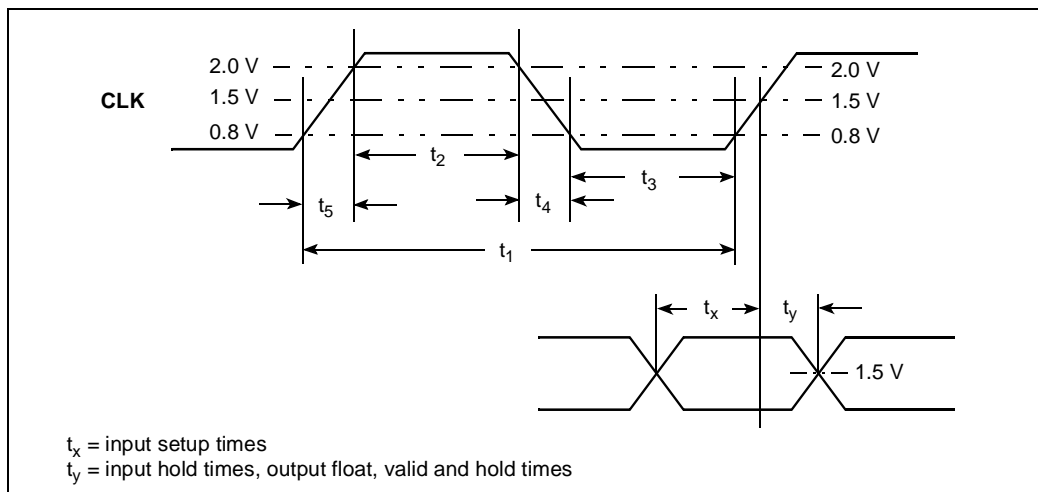 2.0 V
2.0 V
CLK
1.5 V
1.5 V
0.8 V
0.8 V
t2
t3
t5
t4
t1
tx
ty
1.5 V
tx = input setup times
ty = input hold times, output float, valid and hold times